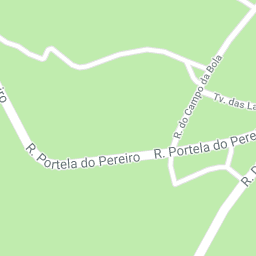 R. do Campo da Bola
Tv. das La
R. Portela do Pereiro
R. Portela do Pere
R. D